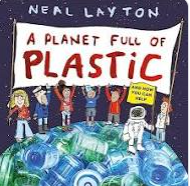 NEAL LAYTON
A PLANET FULL OF
PLASTIC
AND HOW
YOU CAN
HELP